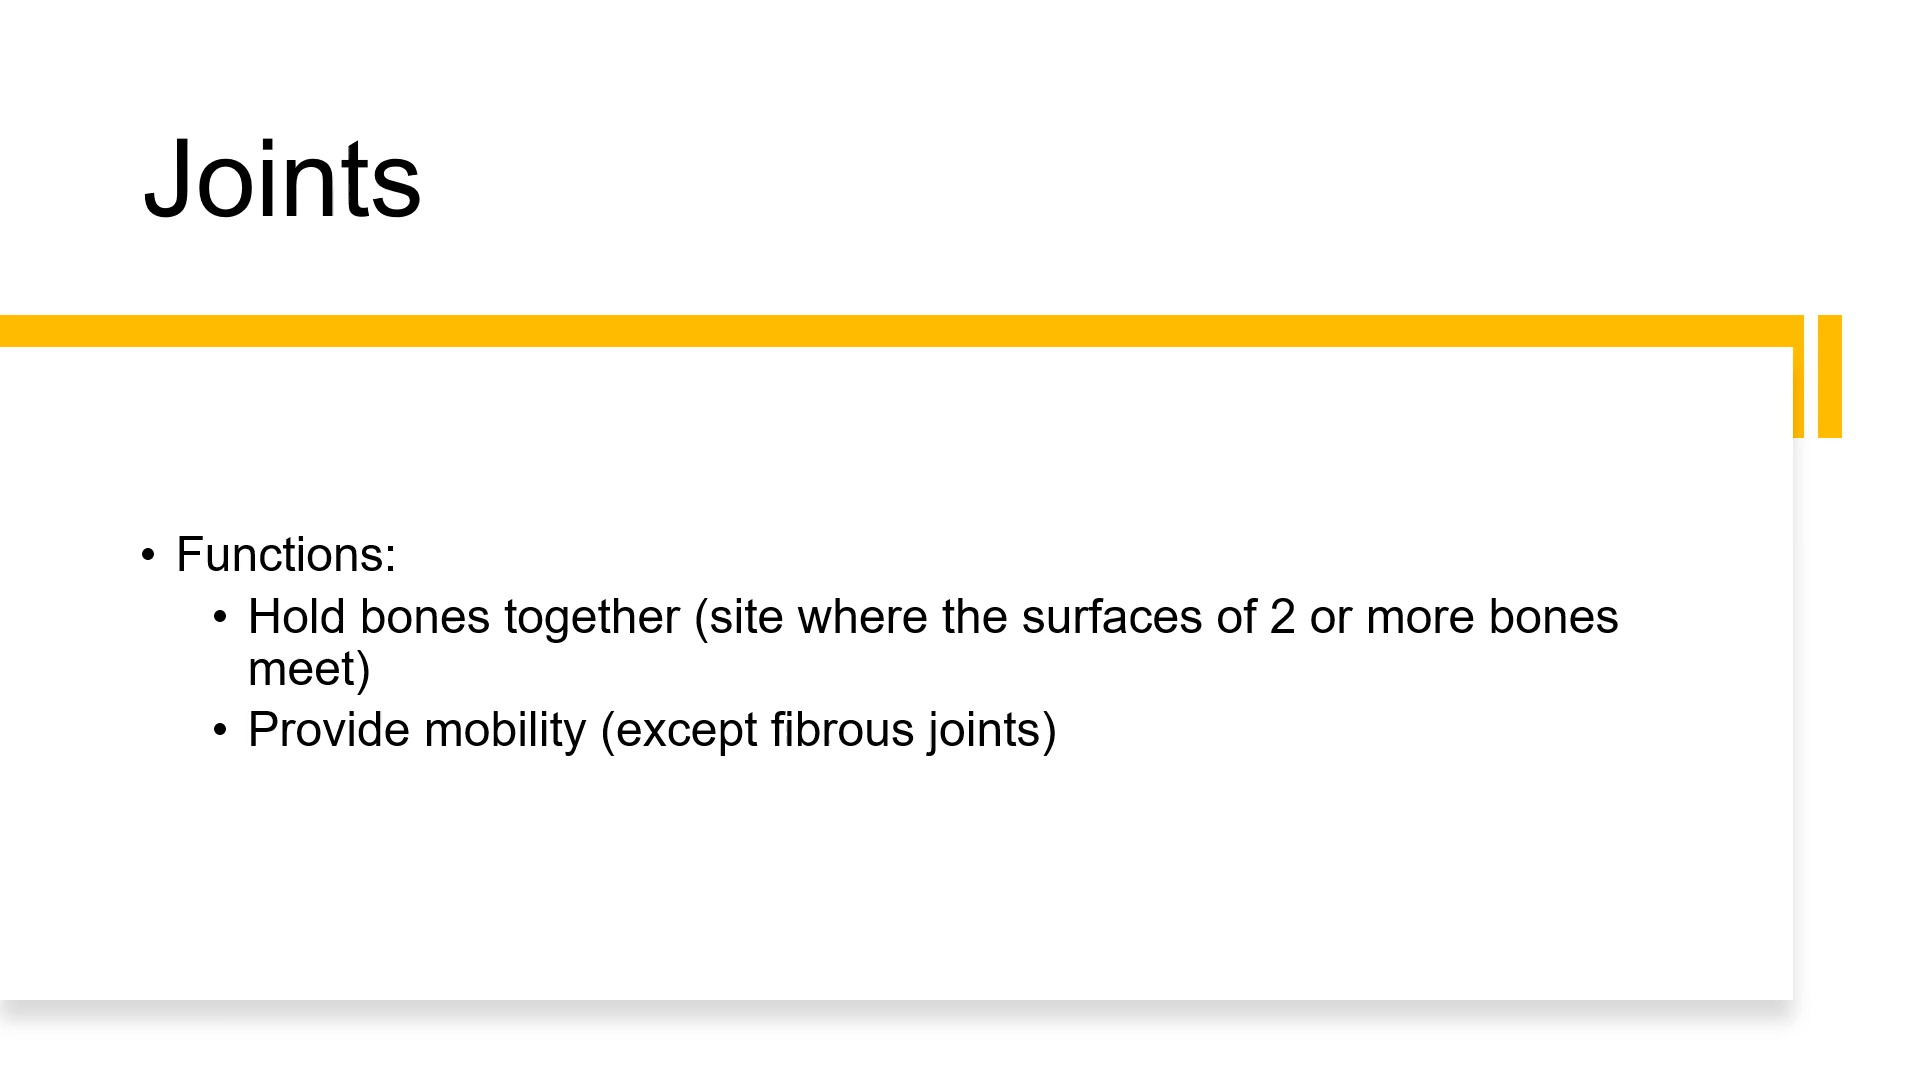 Joints
• Functions:
• Hold bones together (site where the surfaces of 2 or more bones
meet)
• Provide mobility (except fibrous joints)